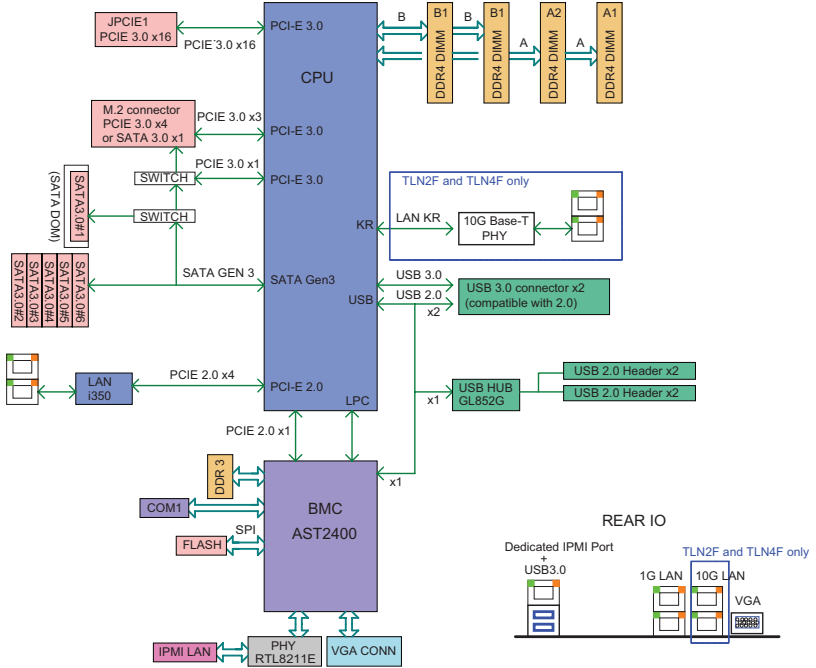 JPCIE1
PCIE 3.0 x16
PCIE 3.0 x16
PCI-E 3.0
CPU
B
B
A
A
B1
DDR4 DIMM
B1
DDR4 DIMM
A2
DDR4 DIMM
A1
DDR4 DIMM
M.2 connector
PCIE 3.0 x4
or SATA 3.0 x1
PCIE 3.0 x3
PCI-E 3.0
PCIE 3.0 x1
PCI-E 3.0
SWITCH
SWITCH
SATA3.0#1
(SATA DOM)
TLN2F and TLN4F only
KR
LAN KR
10G Base-T
PHY
SATA3.0#2
SATA3.0#3
SATA3.0#4
SATA3.0#5
SATA3.0#6
SATA GEN 3
SATA Gen3
USB
USB 3.0
USB 2.0
x2
USB 3.0 connector x2
(compatible with 2.0)
LAN
i350
PCIE 2.0 x4
PCI-E 2.0
LPC
x1
USB HUB
GL852G
USB 2.0 Header x2
USB 2.0 Header x2
PCIE 2.0 x1
x1
DDR 3
COM1
FLASH
SPI
BMC
AST2400
IPMI LAN
PHY
RTL8211E
VGA CONN
REAR IO
Dedicated IPMI Port
+
USB3.0
TLN2F and TLN4F only
1G LAN
10G LAN
VGA